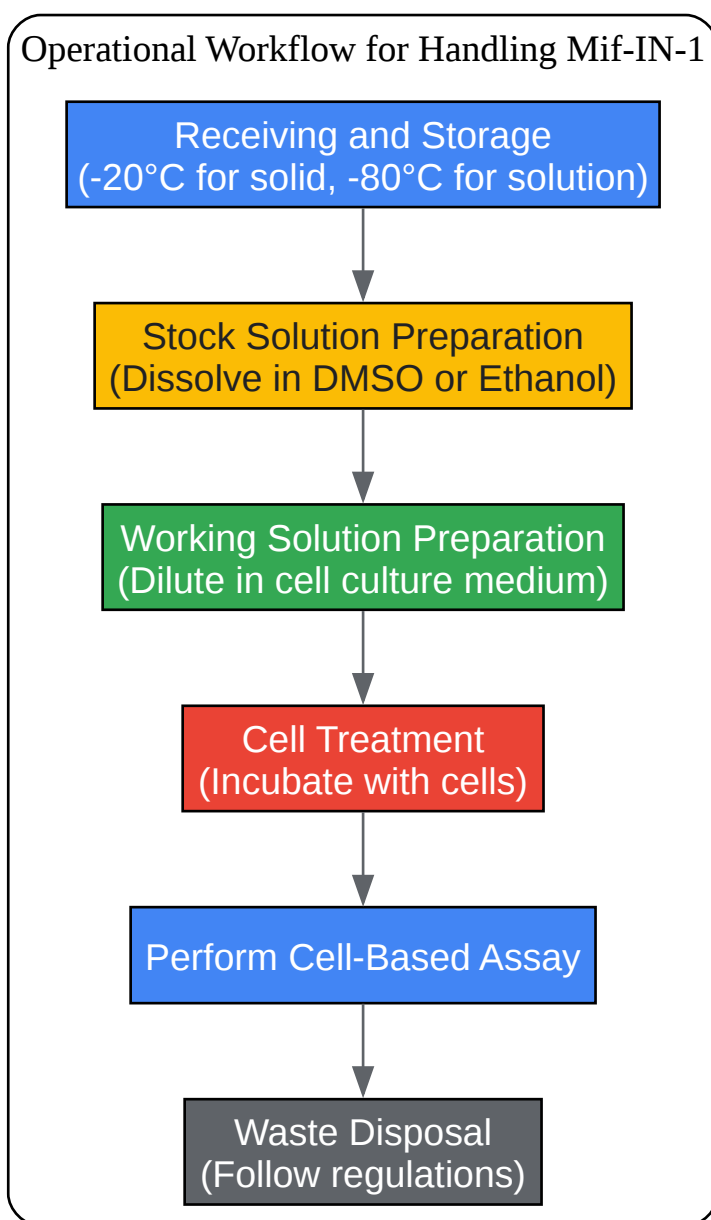 Operational Workflow for Handling Mif-IN-1
Receiving and Storage
(-20°C for solid, -80°C for solution)
Stock Solution Preparation
(Dissolve in DMSO or Ethanol)
Working Solution Preparation
(Dilute in cell culture medium)
Cell Treatment
(Incubate with cells)
Perform Cell-Based Assay
Waste Disposal
(Follow regulations)